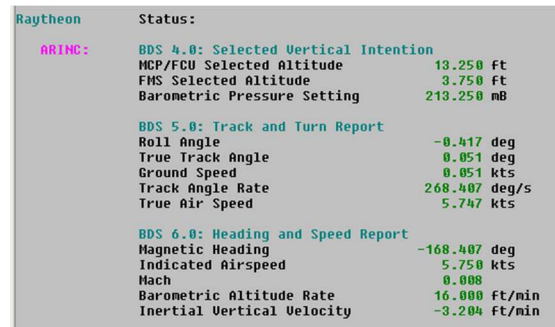 Raytheon Status:
ARINC: BDS 4.0: Selected Vertical Intention
MCP/FCU Selected Altitude 13.250 ft
FMS Selected Altitude 3.750 ft
Barometric Pressure Setting 213.250 mB
BDS 5.0: Track and Turn Report
Roll Angle -0.417 deg
True Track Angle 0.051 deg
Ground Speed 0.051 kts
Track Angle Rate 268.407 deg/s
True Air Speed 5.747 kts
BDS 6.0: Heading and Speed Report
Magnetic Heading -168.407 deg
Indicated Airspeed 5.750 kts
Mach 0.008
Barometric Altitude Rate 16.000 ft/min
Inertial Vertical Velocity -3.204 ft/min